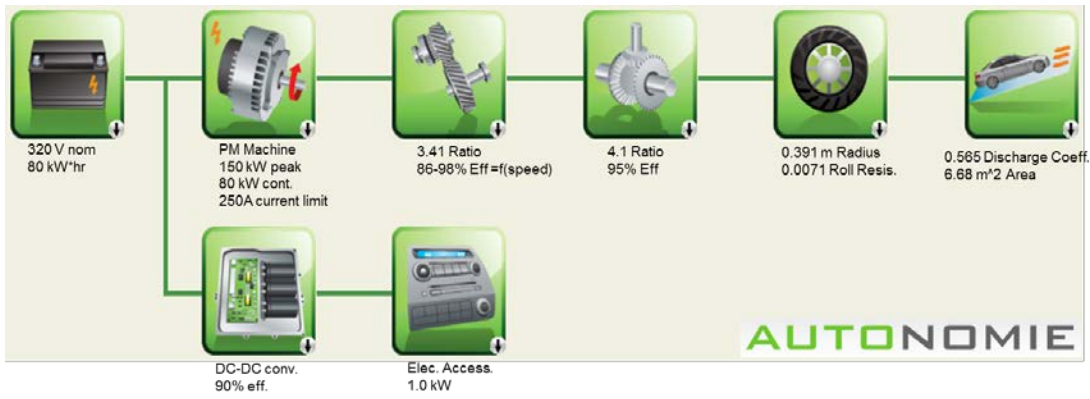 320 V nom
80 kW*hr
PM Machine
150 kW peak
80 kW cont.
250A current limit
3.41 Ratio
86-98% Eff =f(speed)
4.1 Ratio
95% Eff
0.391 m Radius
0.0071 Roll Resis.
0.565 Discharge Coeff.
6.68 m^2 Area
DC-DC conv.
90% eff.
Elec. Access.
1.0 kW
AUTONOMIE